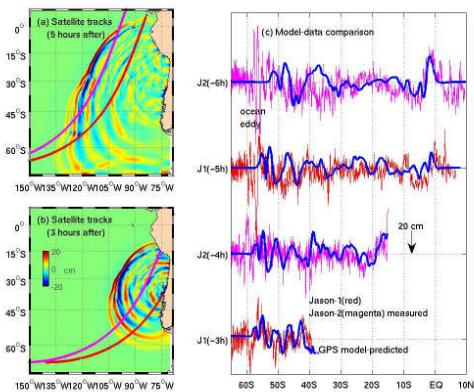 (a) Satellite tracks
(5 hours after)
0°
15°S
30°S
45°S
60°S
150°W 135°W 120°W 105°W 90°W 75°W
(b) Satellite tracks
(3 hours after)
0°
15°S
30°S
45°S
60°S
20
0
-20
cm
150°W 135°W 120°W 105°W 90°W 75°W
(c) Model-data comparison
J2(-6h)
ocean
eddy
J1(-5h)
20 cm
J2(-4h)
Jason-1(red)
Jason-2(magenta) measured
J1(-3h)
GPS model-predicted
60S 50S 40S 30S 20S 10S EQ 10N